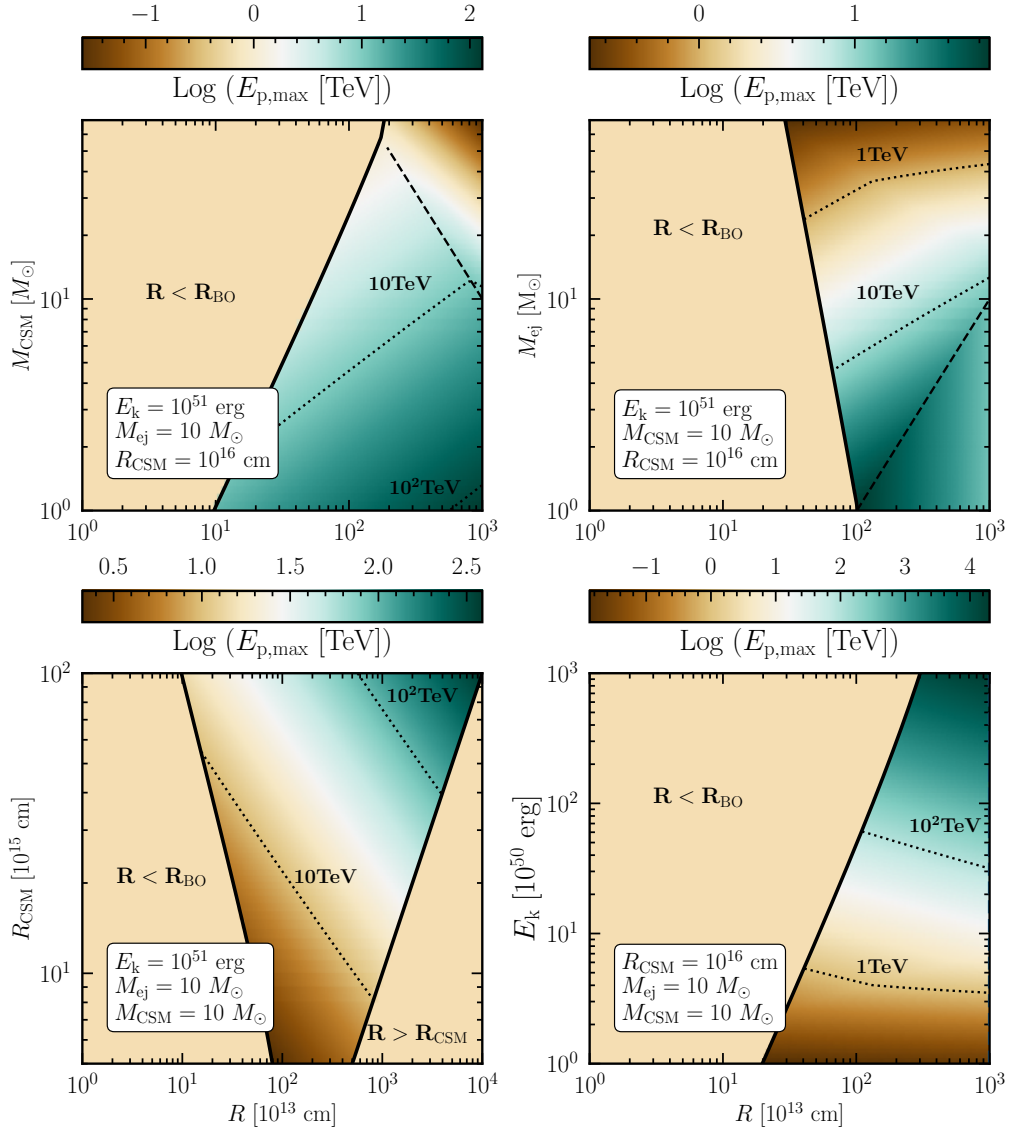 −1 0 1 2
Log (E_p,max [TeV])
0 1
Log (E_p,max [TeV])
M_CSM [M_⊙]
10^1
10^0
R < R_BO
10TeV
10^2TeV
E_k = 10^51 erg
M_ej = 10 M_⊙
R_CSM = 10^16 cm
10^0 10^1 10^2 10^3
M_ej [M_⊙]
10^1
10^0
1TeV
R < R_BO
10TeV
E_k = 10^51 erg
M_CSM = 10 M_⊙
R_CSM = 10^16 cm
10^0 10^1 10^2 10^3
0.5 1.0 1.5 2.0 2.5
Log (E_p,max [TeV])
−1 0 1 2 3 4
Log (E_p,max [TeV])
R_CSM [10^15 cm]
10^2
10^1
10^2TeV
R < R_BO
10TeV
E_k = 10^51 erg
M_ej = 10 M_⊙
M_CSM = 10 M_⊙
R > R_CSM
10^0 10^1 10^2 10^3 10^4
R [10^13 cm]
E_k [10^50 erg]
10^3
10^2
10^1
10^0
R < R_BO
10^2TeV
1TeV
R_CSM = 10^16 cm
M_ej = 10 M_⊙
M_CSM = 10 M_⊙
10^0 10^1 10^2 10^3
R [10^13 cm]